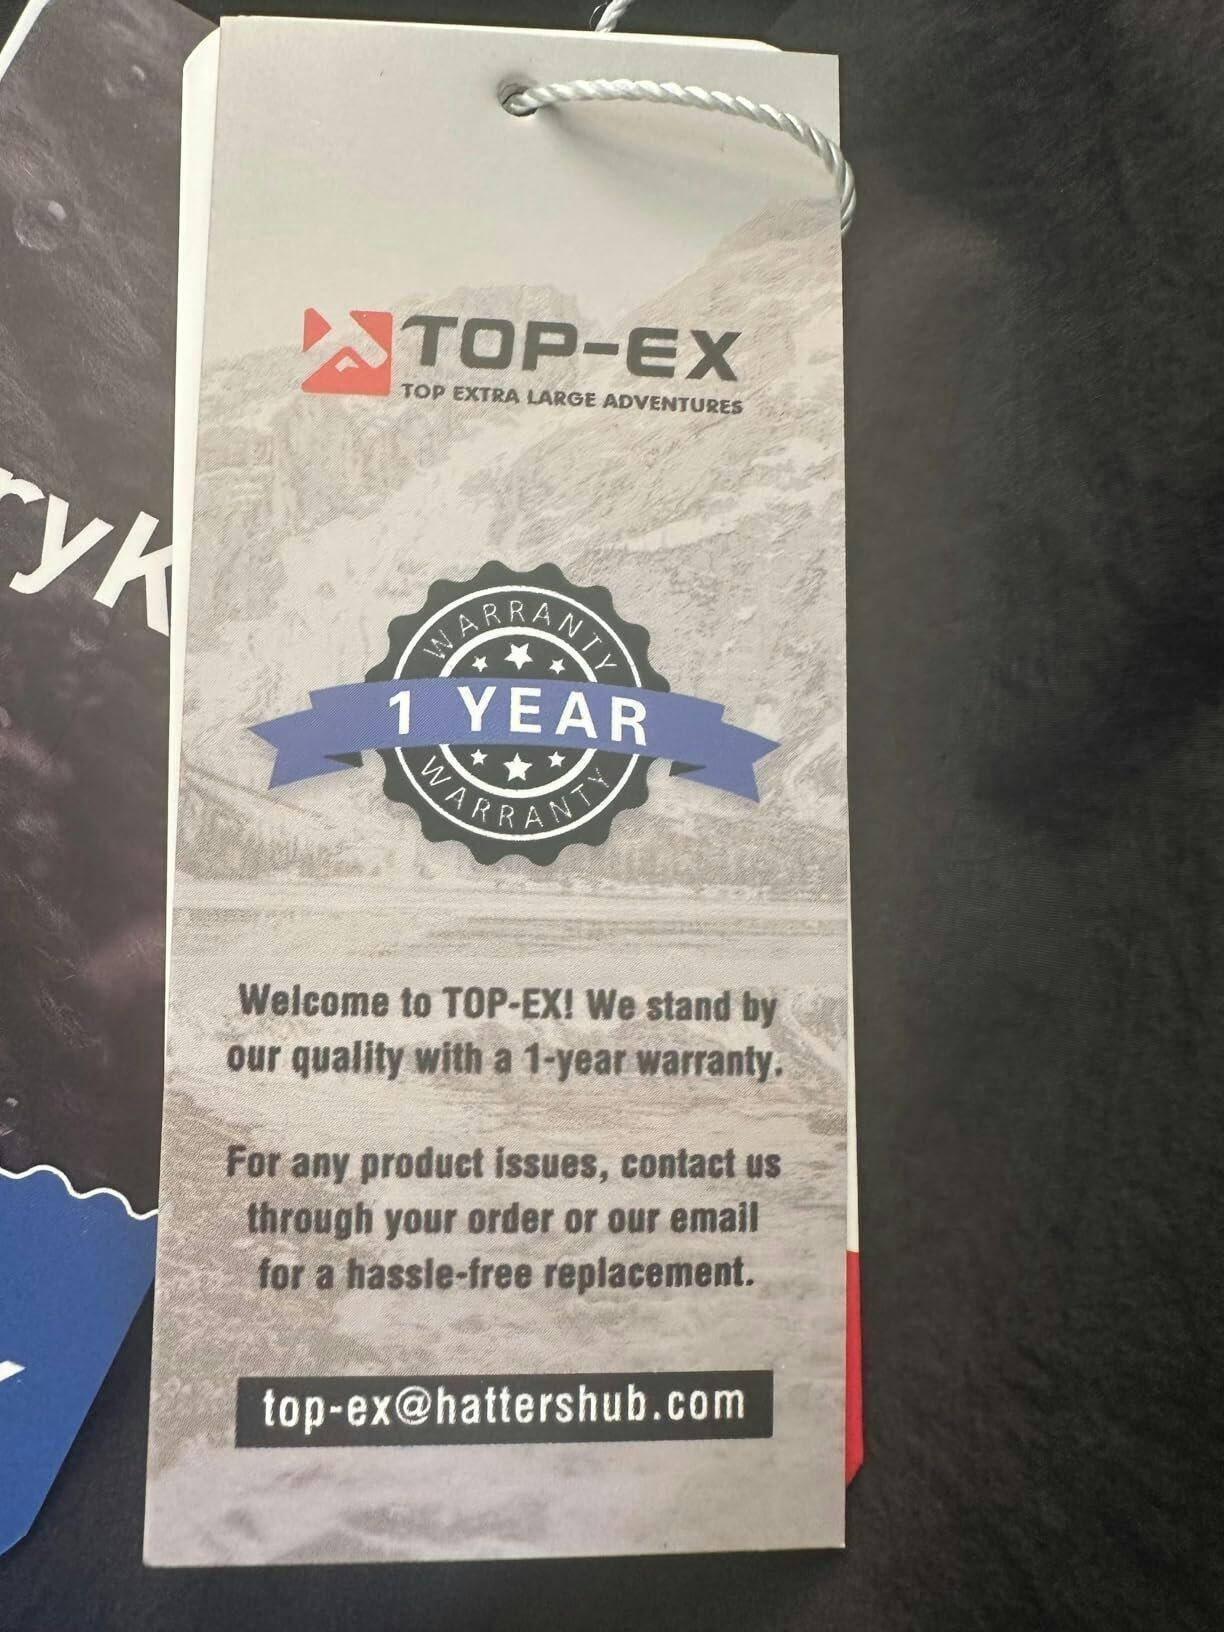 TOP-EX
TOP EXTRA LARGE ADVENTURES
WARRANTY
1 YEAR
WARRANTY
Welcome to TOP-EX! We stand by
our quality with a 1-year warranty.
For any product issues, contact us
through your order or our email
for a hassle-free replacement.
top-ex@hattershub.com